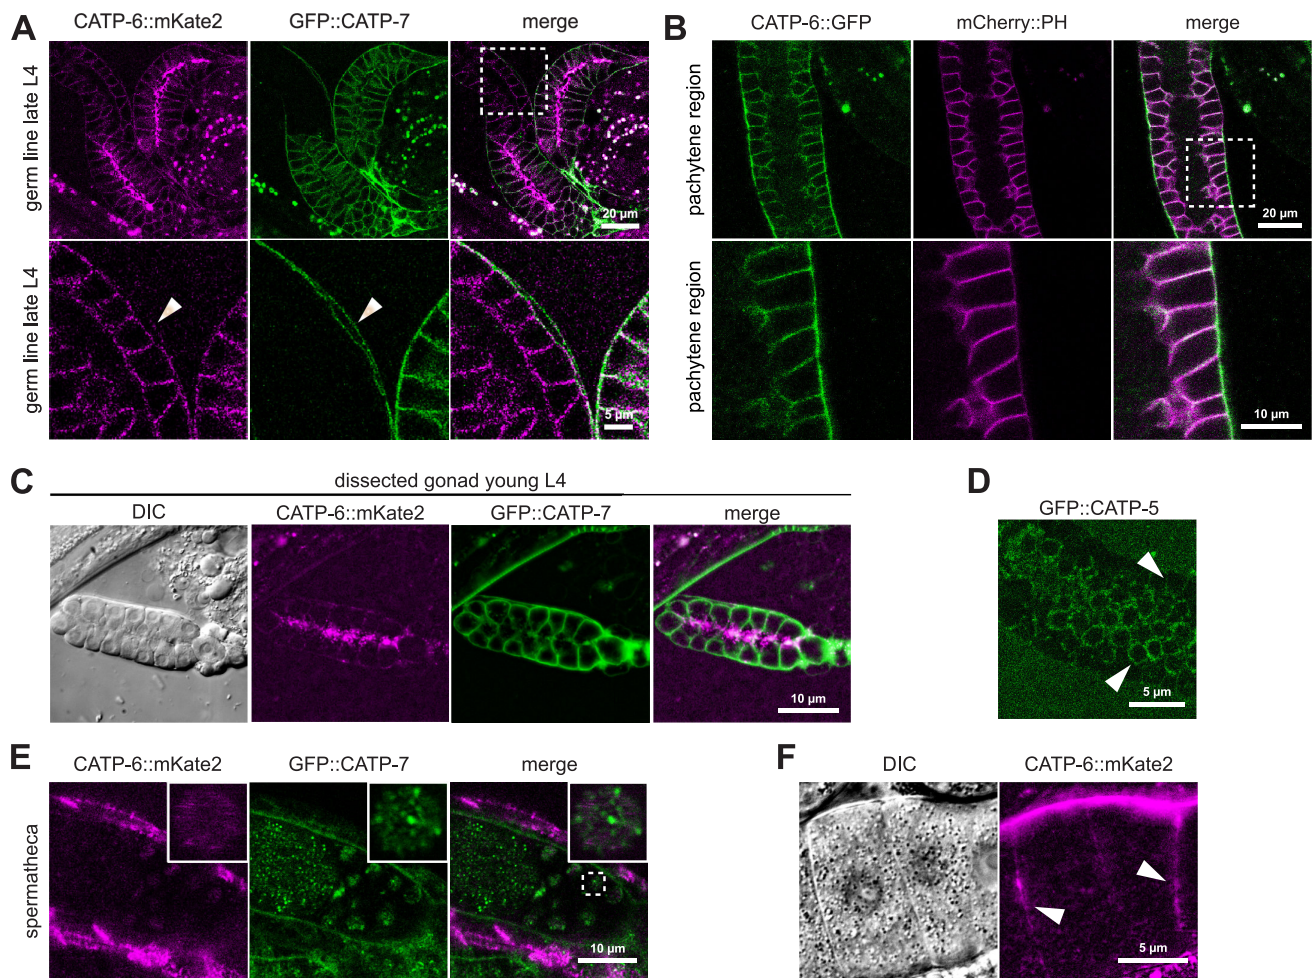 A
CATP-6::mKate2
GFP::CATP-7
merge
germ line late L4
20 µm
germ line late L4
5 µm
B
CATP-6::GFP
mCherry::PH
merge
pachytene region
20 µm
pachytene region
10 µm
C
dissected gonad young L4
DIC
CATP-6::mKate2
GFP::CATP-7
merge
10 µm
D
GFP::CATP-5
5 µm
E
CATP-6::mKate2
GFP::CATP-7
merge
spermatheca
10 µm
F
DIC
CATP-6::mKate2
5 µm